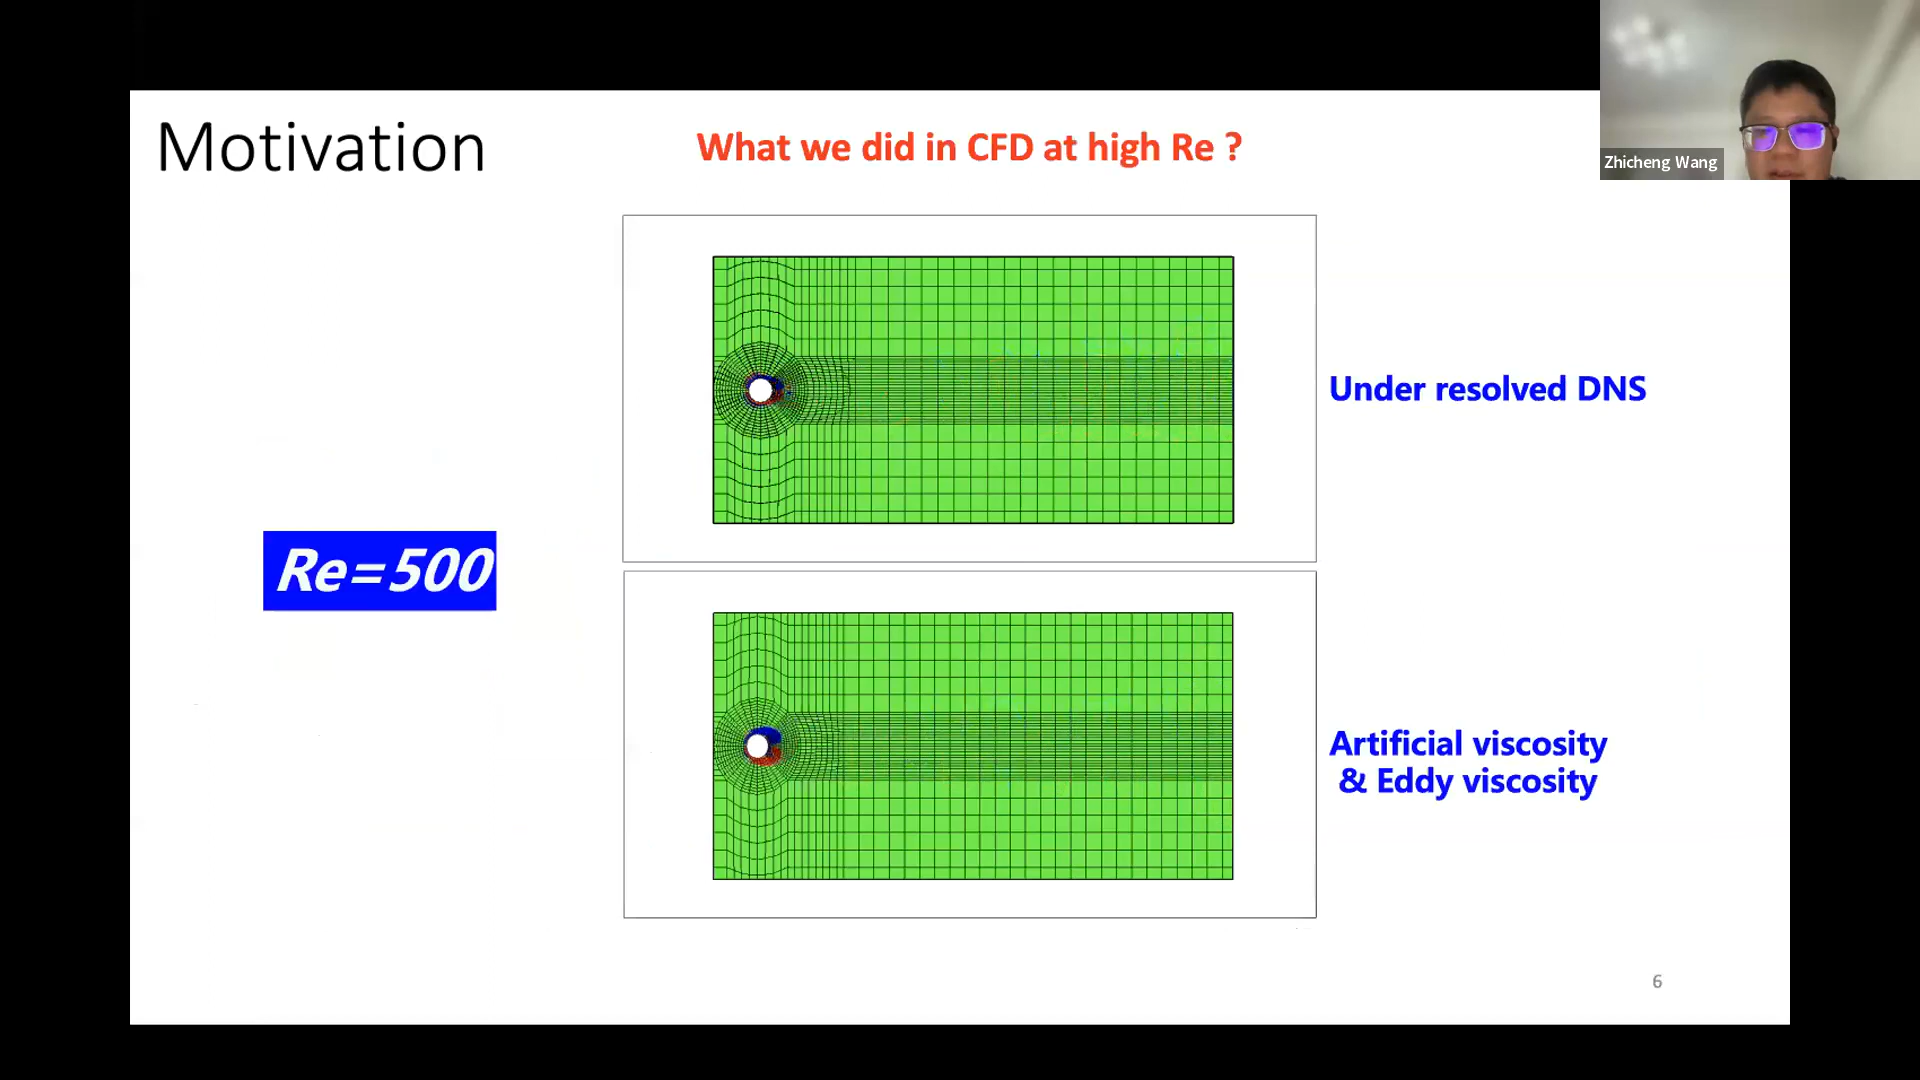 Motivation
What we did in CFD at high Re ?
Zhicheng Wang
Under resolved DNS
Re=500
Artificial viscosity
& Eddy viscosity
6